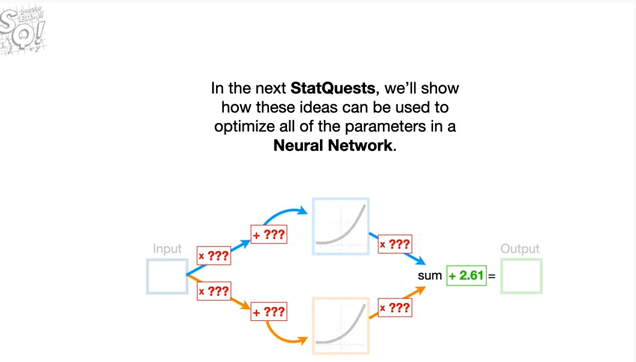 SQ!
In the next StatQuests, we'll show
how these ideas can be used to
optimize all of the parameters in a
Neural Network.
Input
x ???
+ ???
x ???
x ???
+ ???
x ???
sum + 2.61 =
Output